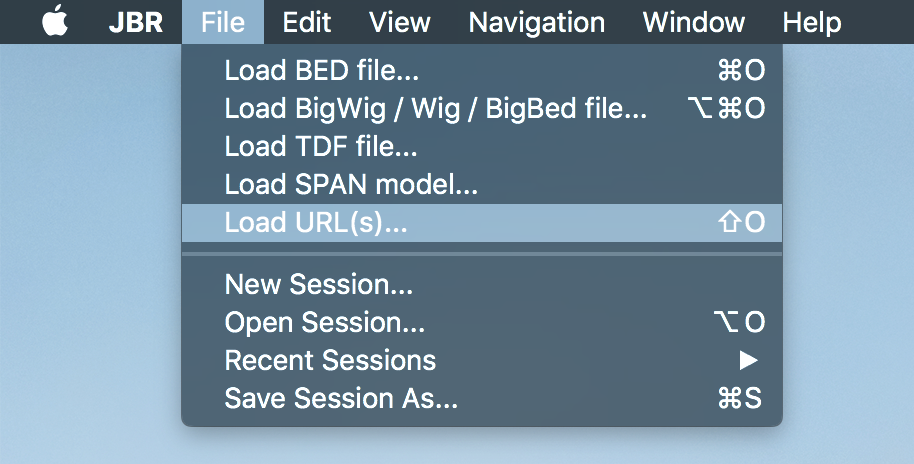 JBR File Edit View Navigation Window Help
Load BED file... ⌘O
Load BigWig / Wig / BigBed file... ⌥⌘O
Load TDF file...
Load SPAN model...
Load URL(s)... ⇧O
New Session...
Open Session... ⌥O
Recent Sessions ▶
Save Session As... ⌘S